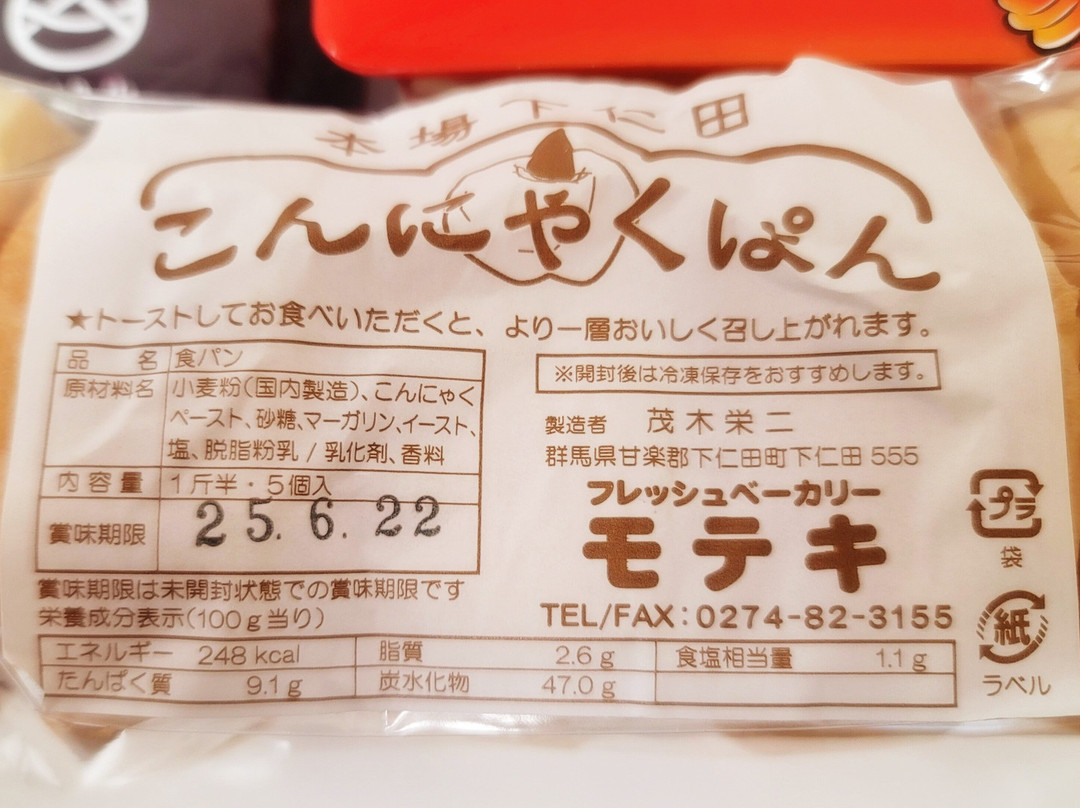 本場下仁田
こんにゃくぱん
★トーストしてお食べいただくと、より一層おいしく召し上がれます。
品名 食パン
原材料名 小麦粉(国内製造)、こんにゃく
ペースト、砂糖、マーガリン、イースト、
塩、脱脂粉乳 / 乳化剤、香料
内容量 1斤半・5個入
賞味期限 25.6.22
賞味期限は未開封状態での賞味期限です
※開封後は冷凍保存をおすすめします。
製造者 茂木栄二
群馬県甘楽郡下仁田町下仁田555
フレッシュベーカリー
モテキ
TEL/FAX:0274-82-3155
プラ
袋
紙
ラベル
栄養成分表示(100g当り)
エネルギー 248 kcal 脂質 2.6g 食塩相当量 1.1g
たんぱく質 9.1g 炭水化物 47.0g